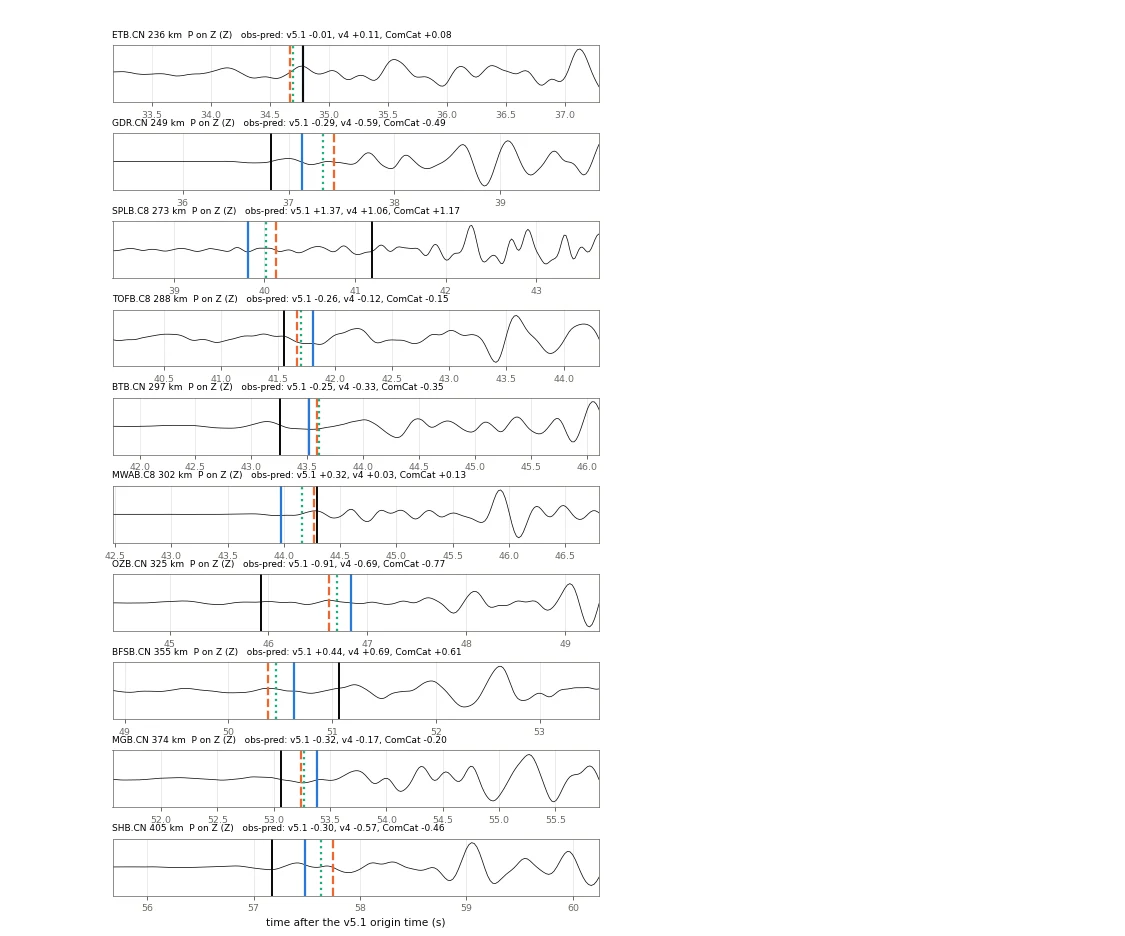 ETB.CN 236 km  P on Z (Z)   obs-pred: v5.1 -0.01, v4 +0.11, ComCat +0.08
33.5 34.0 34.5 35.0 35.5 36.0 36.5 37.0
GDR.CN 249 km  P on Z (Z)   obs-pred: v5.1 -0.29, v4 -0.59, ComCat -0.49
36 37 38 39
SPLB.C8 273 km  P on Z (Z)   obs-pred: v5.1 +1.37, v4 +1.06, ComCat +1.17
39 40 41 42 43
TOFB.C8 288 km  P on Z (Z)   obs-pred: v5.1 -0.26, v4 -0.12, ComCat -0.15
40.5 41.0 41.5 42.0 42.5 43.0 43.5 44.0
BTB.CN 297 km  P on Z (Z)   obs-pred: v5.1 -0.25, v4 -0.33, ComCat -0.35
42.0 42.5 43.0 43.5 44.0 44.5 45.0 45.5 46.0
MWAB.C8 302 km  P on Z (Z)   obs-pred: v5.1 +0.32, v4 +0.03, ComCat +0.13
42.5 43.0 43.5 44.0 44.5 45.0 45.5 46.0 46.5
OZB.CN 325 km  P on Z (Z)   obs-pred: v5.1 -0.91, v4 -0.69, ComCat -0.77
45 46 47 48 49
BFSB.CN 355 km  P on Z (Z)   obs-pred: v5.1 +0.44, v4 +0.69, ComCat +0.61
49 50 51 52 53
MGB.CN 374 km  P on Z (Z)   obs-pred: v5.1 -0.32, v4 -0.17, ComCat -0.20
52.0 52.5 53.0 53.5 54.0 54.5 55.0 55.5
SHB.CN 405 km  P on Z (Z)   obs-pred: v5.1 -0.30, v4 -0.57, ComCat -0.46
56 57 58 59 60
time after the v5.1 origin time (s)